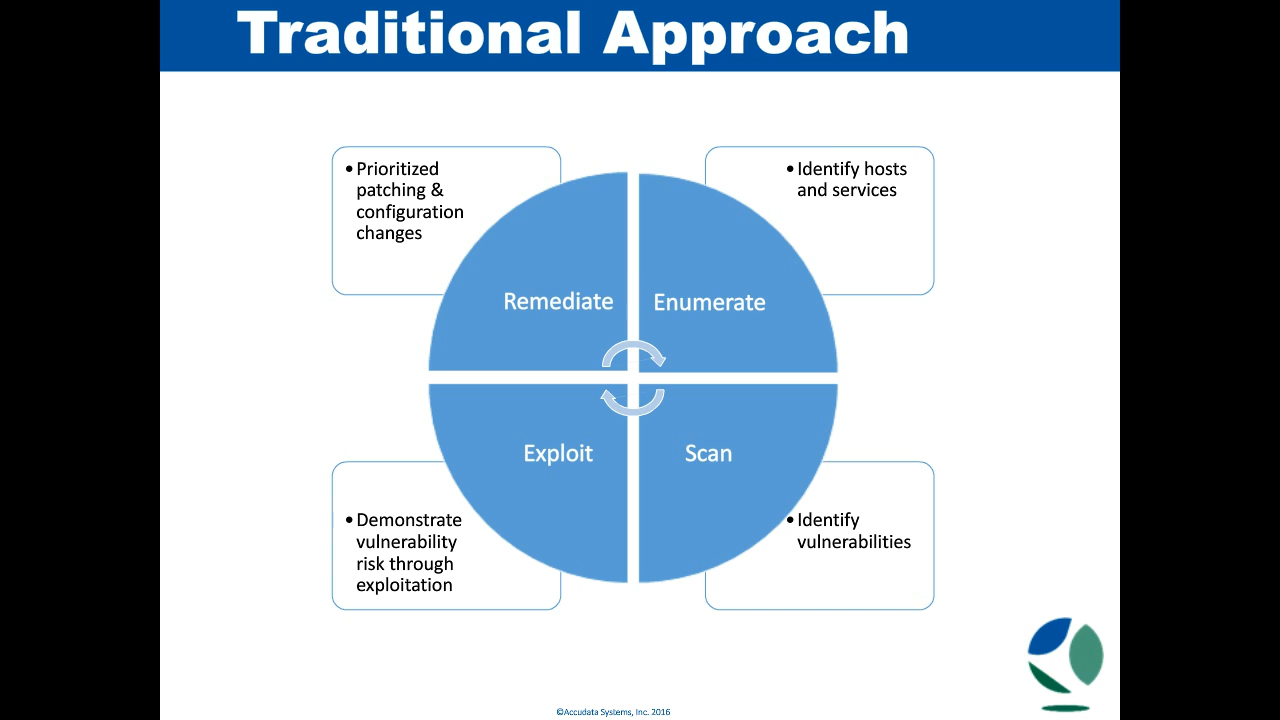 Traditional Approach
•Prioritized
patching &
configuration
changes
•Identify hosts
and services
Remediate
Enumerate
Exploit
Scan
•Demonstrate
vulnerability
risk through
exploitation
•Identify
vulnerabilities
©Accudata Systems, Inc. 2016